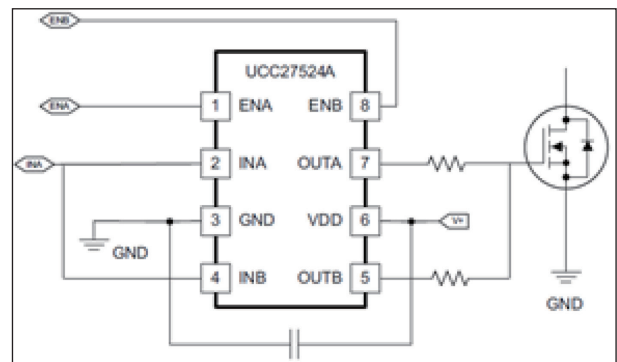 ENB
UCC27524A
ENA
1 ENA ENB 8
INA
2 INA OUTA 7
3 GND VDD 6
V+
GND
4 INB OUTB 5
GND